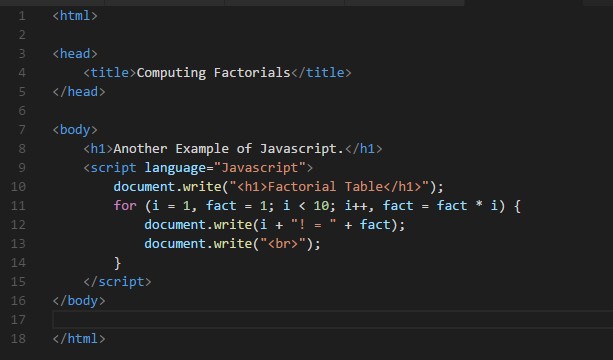 1 <html>
2
3 <head>
4     <title>Computing Factorials</title>
5 </head>
6
7 <body>
8     <h1>Another Example of Javascript.</h1>
9     <script language="Javascript">
10         document.write("<h1>Factorial Table</h1>");
11         for (i = 1, fact = 1; i < 10; i++, fact = fact * i) {
12             document.write(i + "! = " + fact);
13             document.write("<br>");
14         }
15     </script>
16 </body>
17
18 </html>